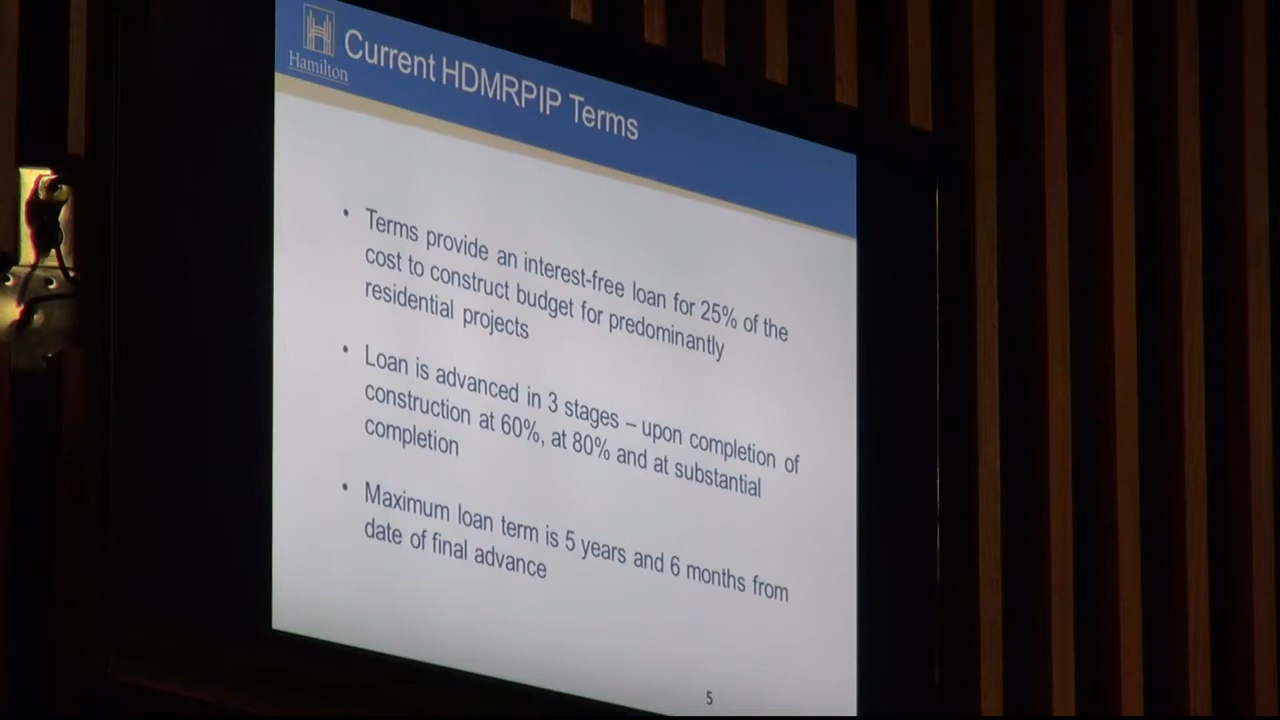 Hamilton
Current HDMRPIP Terms
• Terms provide an interest-free loan for 25% of the
cost to construct budget for predominantly
residential projects
• Loan is advanced in 3 stages – upon completion of
construction at 60%, at 80% and at substantial
completion
• Maximum loan term is 5 years and 6 months from
date of final advance
5